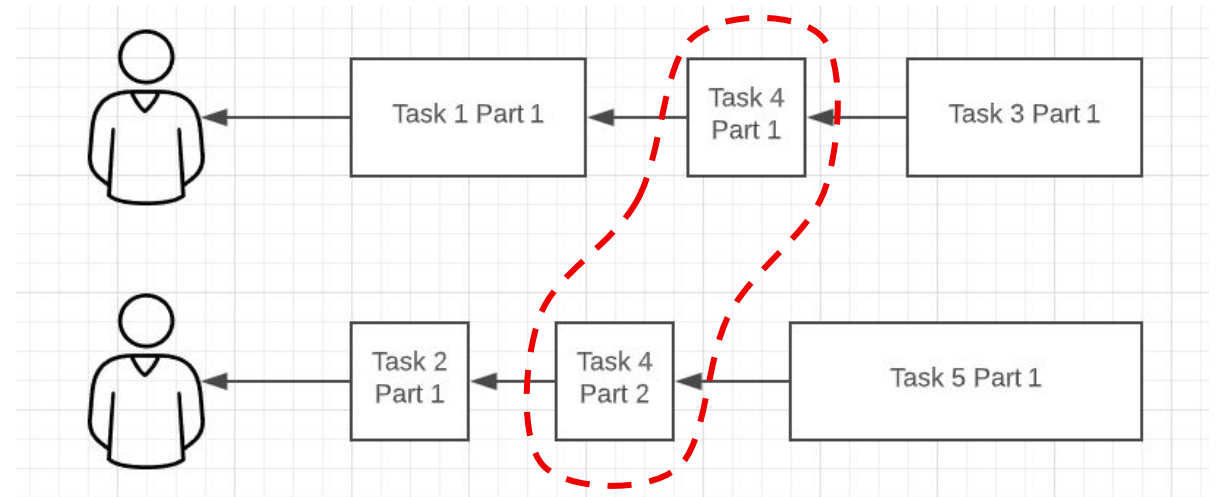 Task 1 Part 1
Task 4
Part 1
Task 3 Part 1
Task 2
Part 1
Task 4
Part 2
Task 5 Part 1